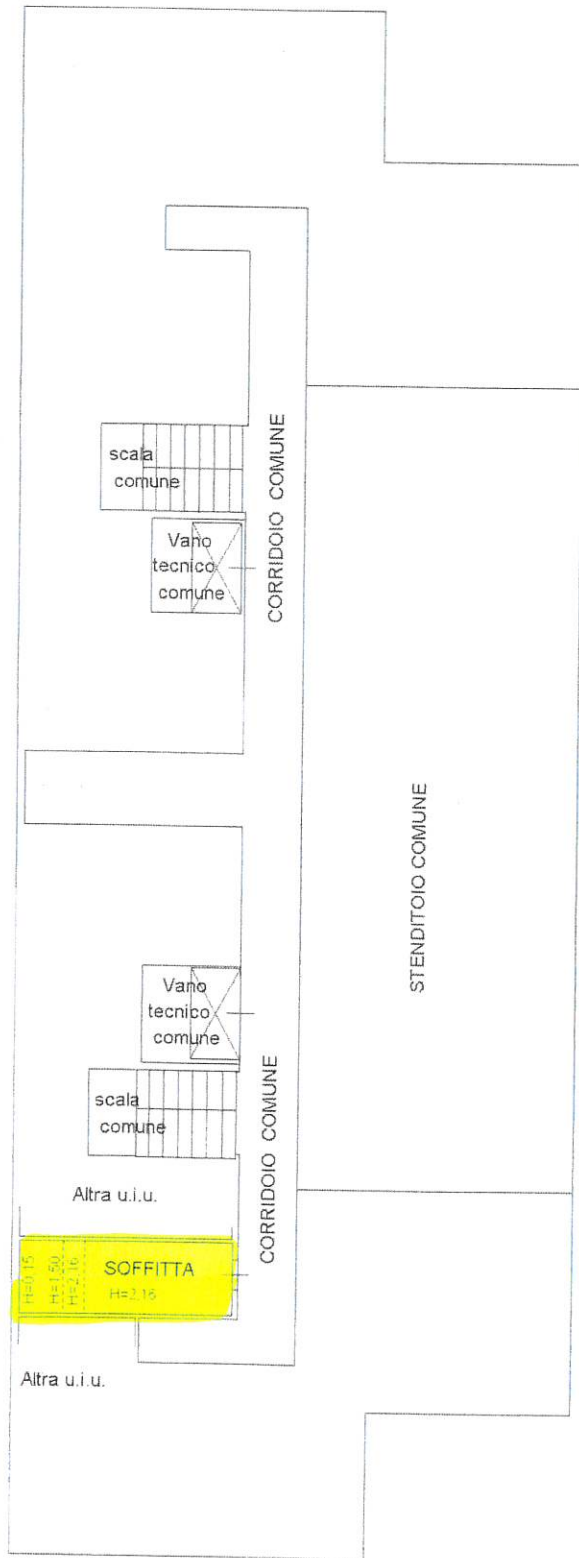 scala
comune
Vano
tecnico
comune
CORRIDOIO COMUNE
STENDITOIO COMUNE
Vano
tecnico
comune
scala
comune
CORRIDOIO COMUNE
Altra u.i.u.
H=0.15
H=1.50
H=2.16
SOFFITTA
H=2.16
Altra u.i.u.